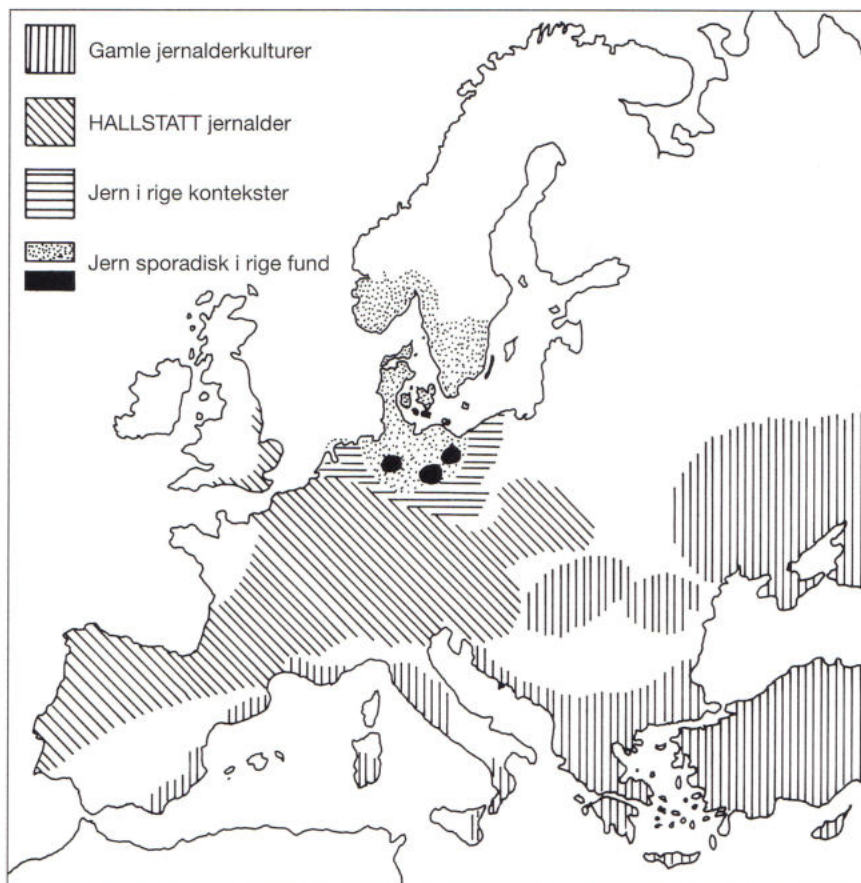 Gamle jernalderkulturer
HALLSTATT jernalder
Jern i rige kontekster
Jern sporadisk i rige fund